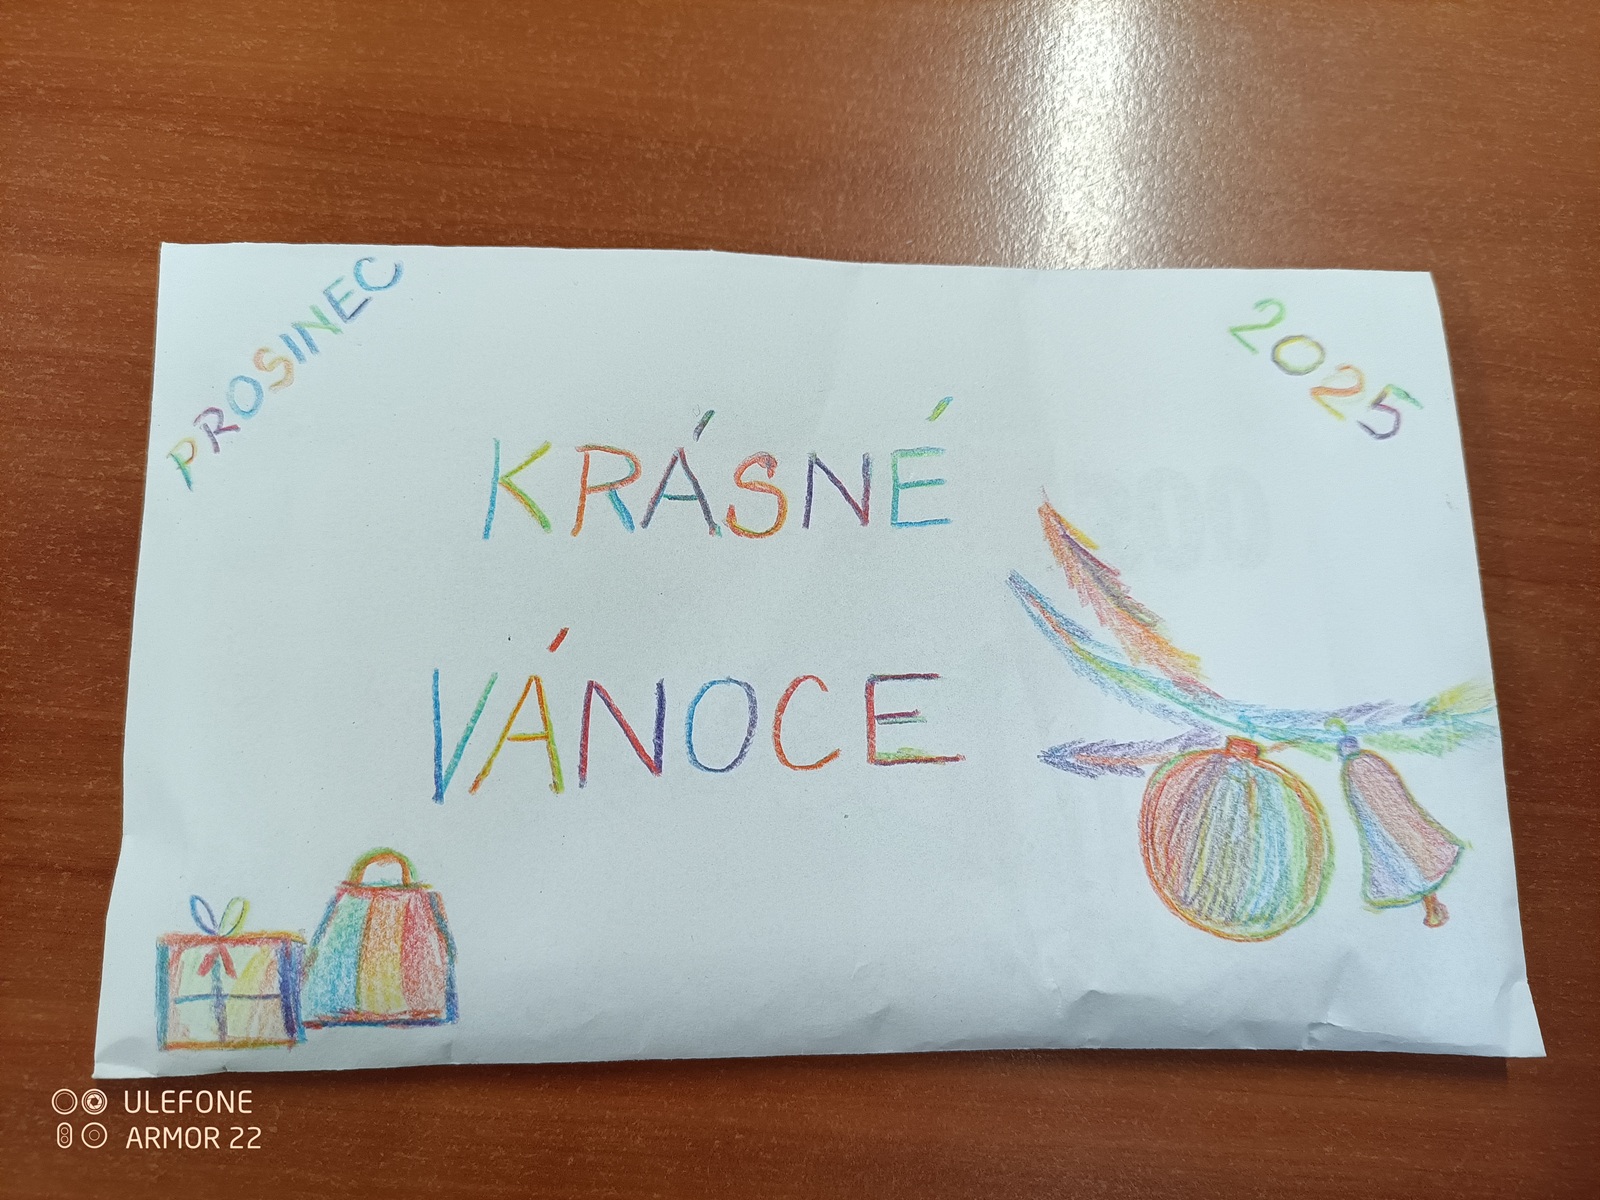 PROSINEC
2025
KRÁSNÉ
VÁNOCE
ULEFONE
ARMOR 22